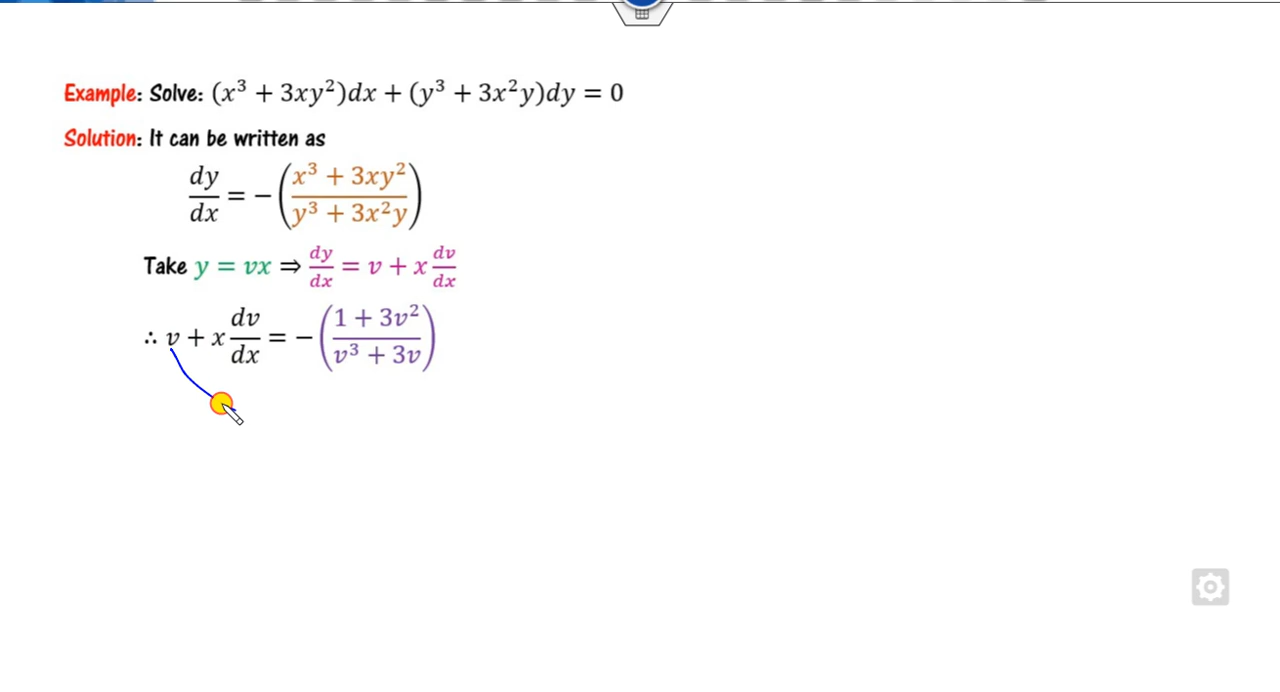 Example: Solve: (x³ + 3xy²)dx + (y³ + 3x²y)dy = 0
Solution: It can be written as
dy/dx = −((x³ + 3xy²)/(y³ + 3x²y))
Take y = vx ⇒ dy/dx = v + x dv/dx
∴ v + x dv/dx = −((1 + 3v²)/(v³ + 3v))